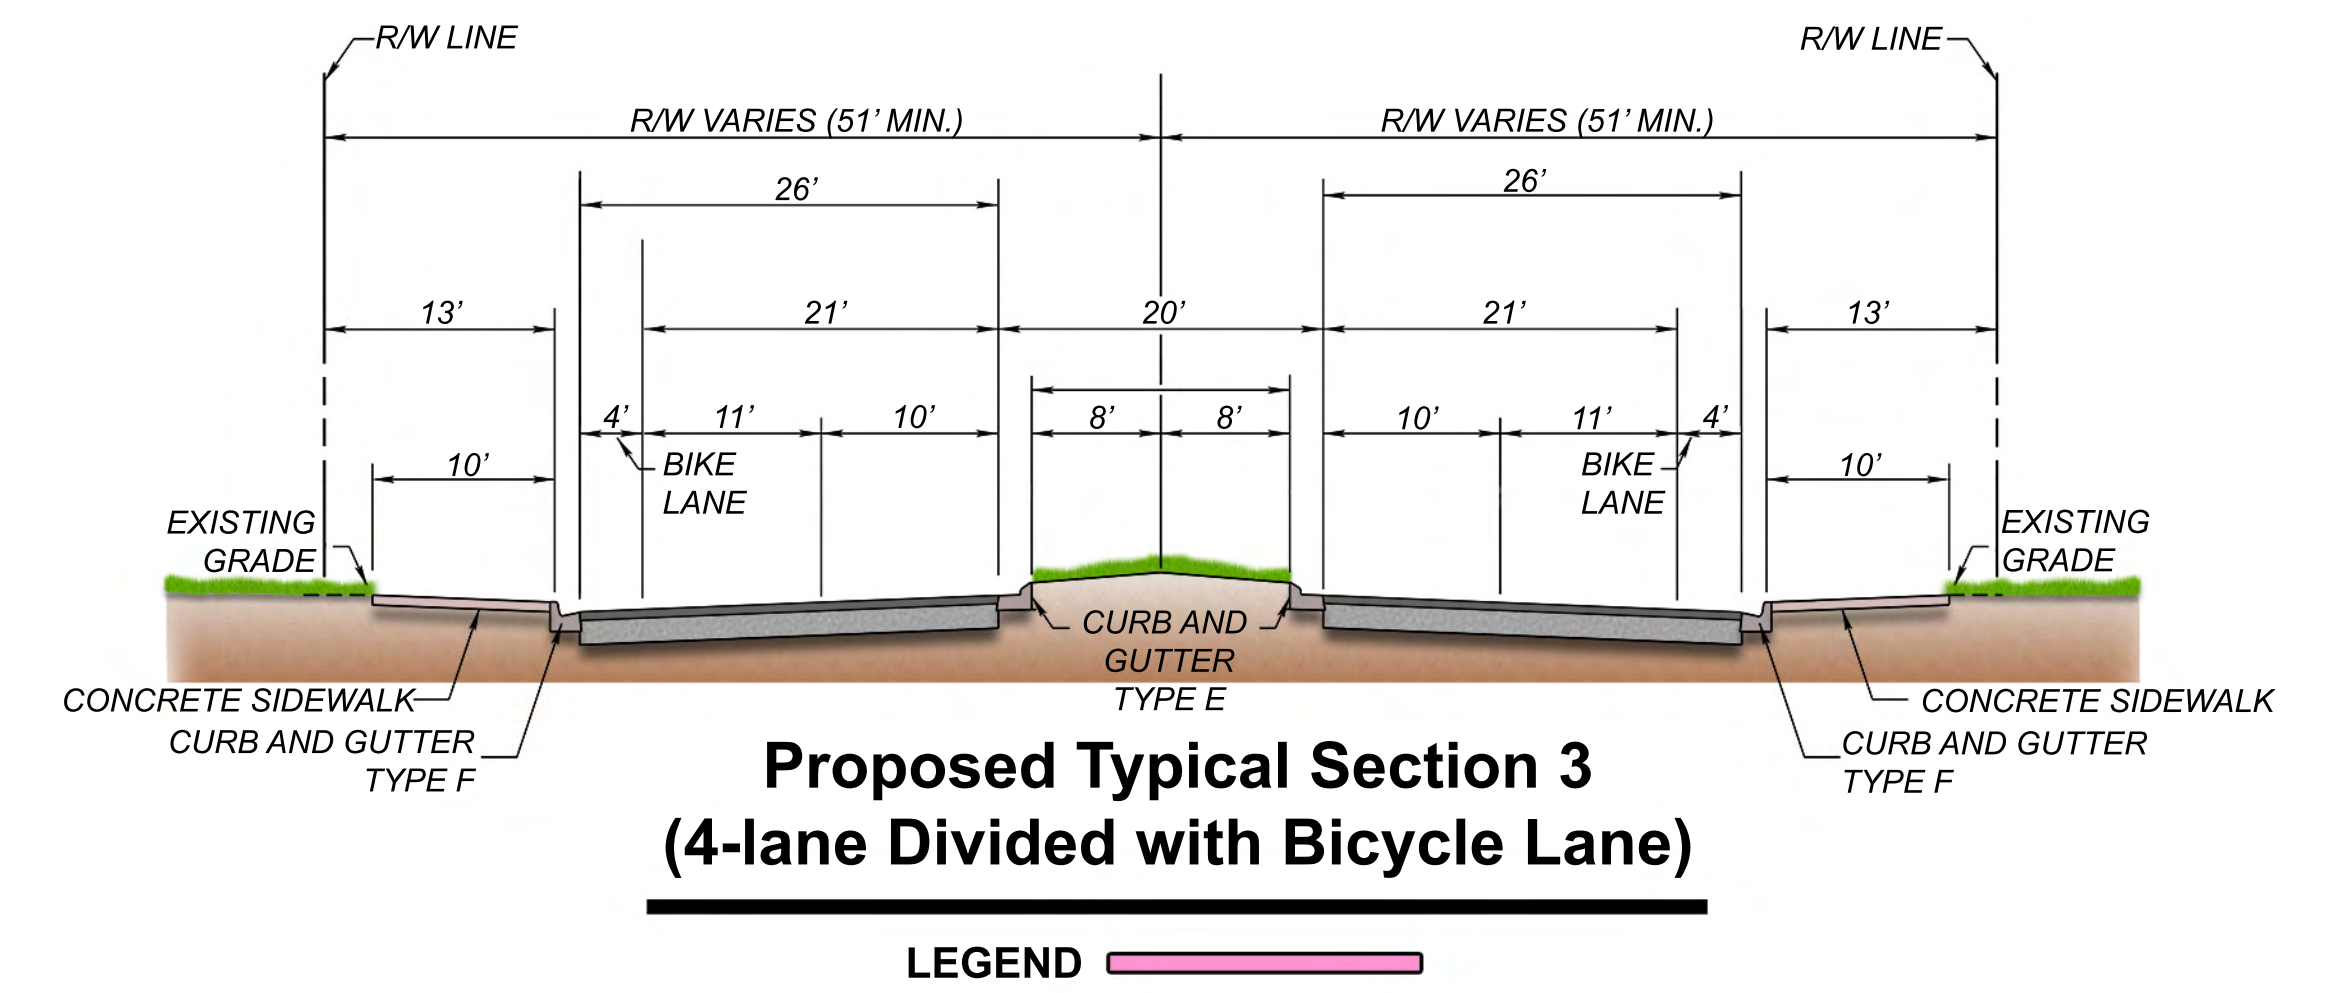 R/W LINE
R/W LINE
R/W VARIES (51' MIN.)
R/W VARIES (51' MIN.)
26'
26'
13'
21'
20'
21'
13'
4'
11'
10'
8'
8'
10'
11'
4'
10'
BIKE
LANE
BIKE
LANE
10'
EXISTING
GRADE
EXISTING
GRADE
CURB AND
GUTTER
TYPE E
CONCRETE SIDEWALK
CURB AND GUTTER
TYPE F
CONCRETE SIDEWALK
CURB AND GUTTER
TYPE F
Proposed Typical Section 3
(4-lane Divided with Bicycle Lane)
LEGEND